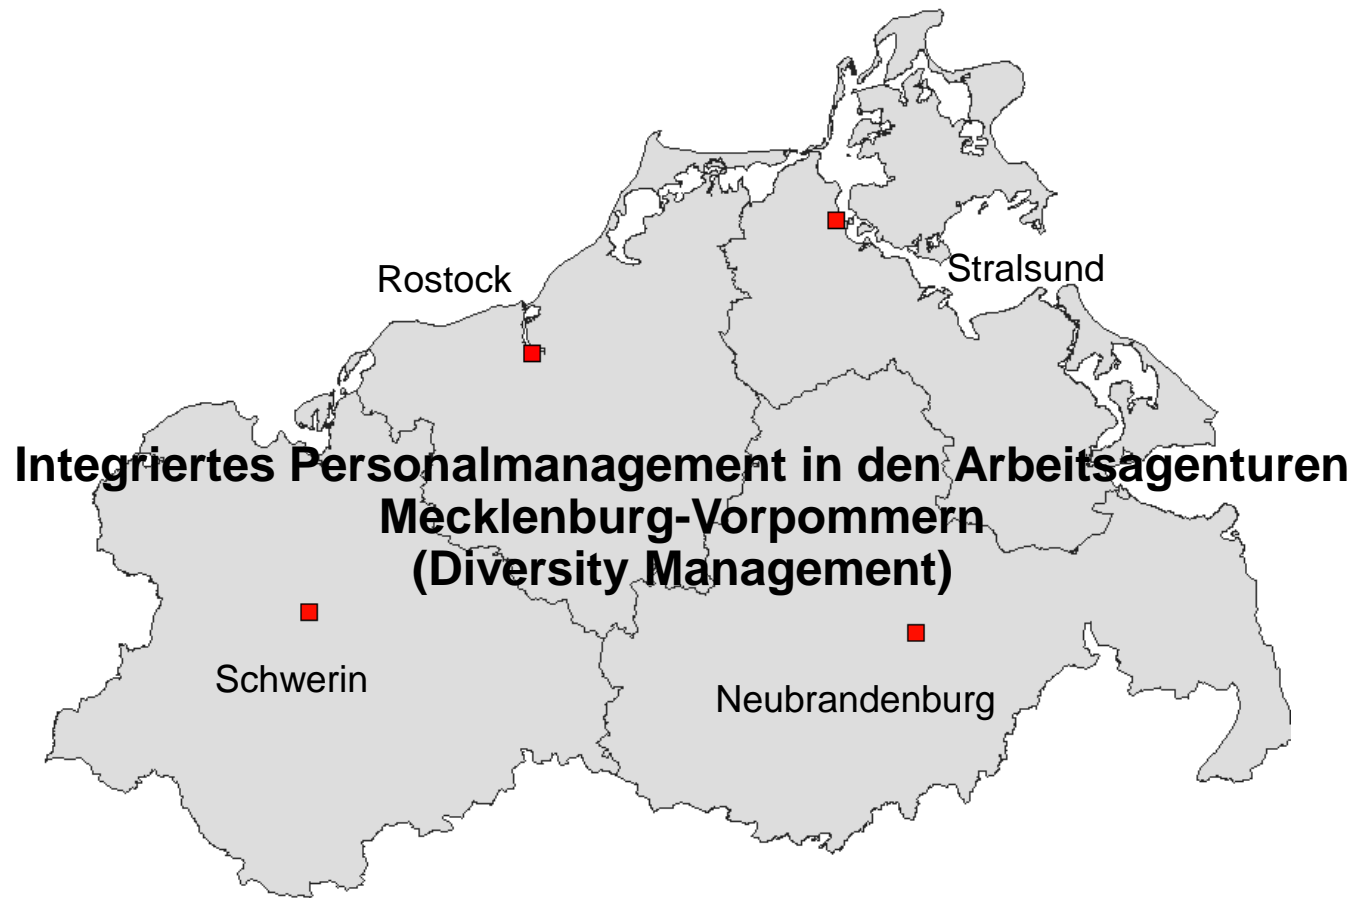 Rostock
Stralsund
Integriertes Personalmanagement in den Arbeitsagenturen
Mecklenburg-Vorpommern
(Diversity Management)
Schwerin
Neubrandenburg